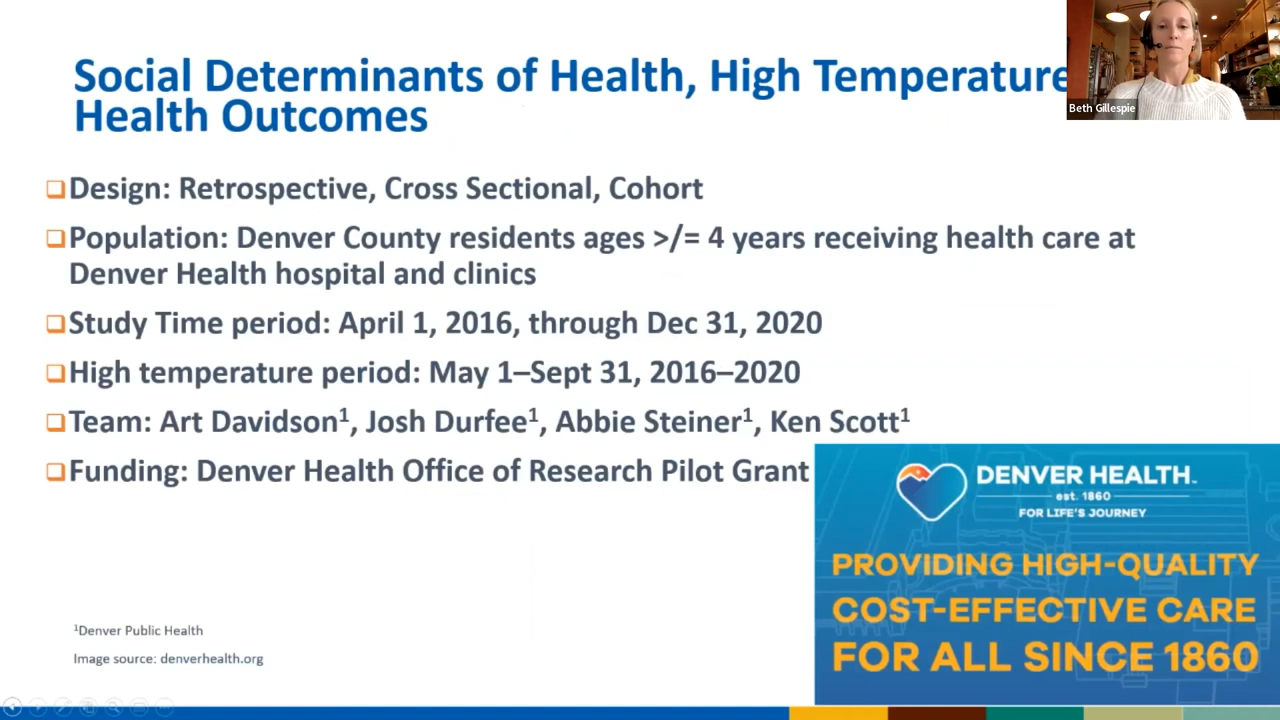 Social Determinants of Health, High Temperature
Health Outcomes
Beth Gillespie
Design: Retrospective, Cross Sectional, Cohort
Population: Denver County residents ages >/= 4 years receiving health care at
Denver Health hospital and clinics
Study Time period: April 1, 2016, through Dec 31, 2020
High temperature period: May 1–Sept 31, 2016–2020
Team: Art Davidson¹, Josh Durfee¹, Abbie Steiner¹, Ken Scott¹
Funding: Denver Health Office of Research Pilot Grant
DENVER HEALTH™
est. 1860
FOR LIFE'S JOURNEY
PROVIDING HIGH-QUALITY
COST-EFFECTIVE CARE
FOR ALL SINCE 1860
¹Denver Public Health
Image source: denverhealth.org